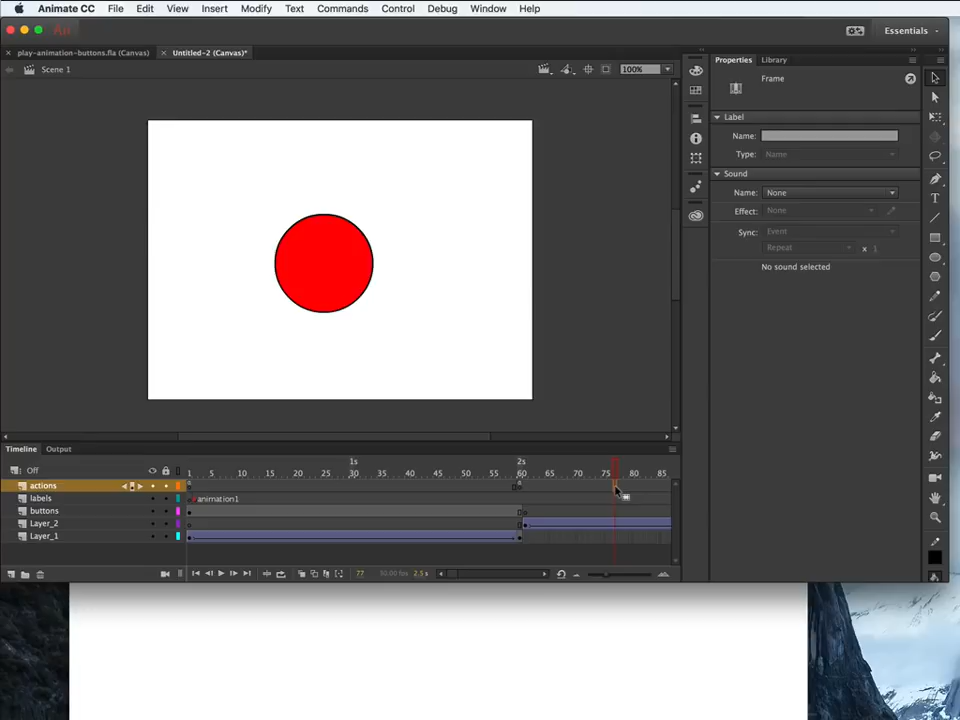 Animate CC File Edit View Insert Modify Text Commands Control Debug Window Help
An Essentials
play-animation-buttons.fla (Canvas) Untitled-2 (Canvas)* Properties Library
Scene 1 100%
Frame
Label
Name:
Type: Name
Sound
Name: None
Effect: None
Sync: Event
Repeat x 1
No sound selected
Timeline Output
1s 2s
Off 1 5 10 15 20 25 30 35 40 45 50 55 60 65 70 75 80 85
actions
labels animation1
buttons
Layer_2
Layer_1
77 30.00 fps 2.5 s